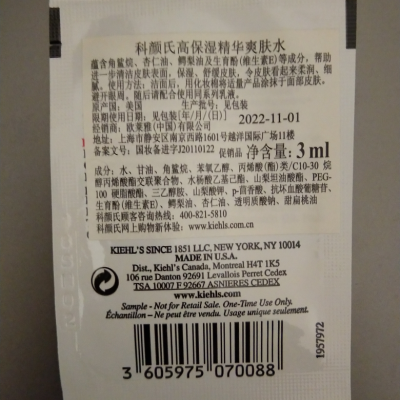 科颜氏高保湿精华爽肤水
蕴含角鲨烷、杏仁油、鳄梨油及生育酚(维生素E)等成分，帮助
进一步清洁皮肤表面，保湿、舒缓皮肤，令皮肤看起来柔润、细
腻。使用方法：洁面后，用化妆棉将适量产品涂抹于面部皮肤。
避开眼周。随后请配合使用同系列乳液。
原产国：美国 生产批号：见包装
限期使用日期：见包装[年/月/(日)] 2022-11-01
经销商：欧莱雅(中国)有限公司
地址：上海市静安区南京西路1601号越洋国际广场11楼
备案文号：国妆备进字J20110122 促销品 净含量：3 ml
成分：水、甘油、角鲨烷、苯氧乙醇、丙烯酸(酯)类/C10-30 烷
醇丙烯酸酯交联聚合物、水杨酸乙基己酯、山梨坦油酸酯、PEG-
100 硬脂酸酯、三乙醇胺、山梨酸钾、p-茴香酸、抗坏血酸葡糖苷、
生育酚(维生素E)、鳄梨油、杏仁油、透明质酸钠、甜扁桃油
科颜氏顾客咨询热线：400-821-5810
科颜氏网上购物新体验：www.kiehls.com.cn
KIEHL'S SINCE 1851 LLC, NEW YORK, NY 10014
MADE IN U.S.A.
Dist., Kiehl's Canada, Montreal H4T 1K5
106 rue Danton 92691 Levallois Perret Cedex
TSA 10007 F 92667 ASNIERES CEDEX
www.kiehls.com
Sample - Not for Retail Sale. One-Time Use Only.
Échantillon - Ne peut être vendu. Usage unique seulement.
1957972
3 605975 070088